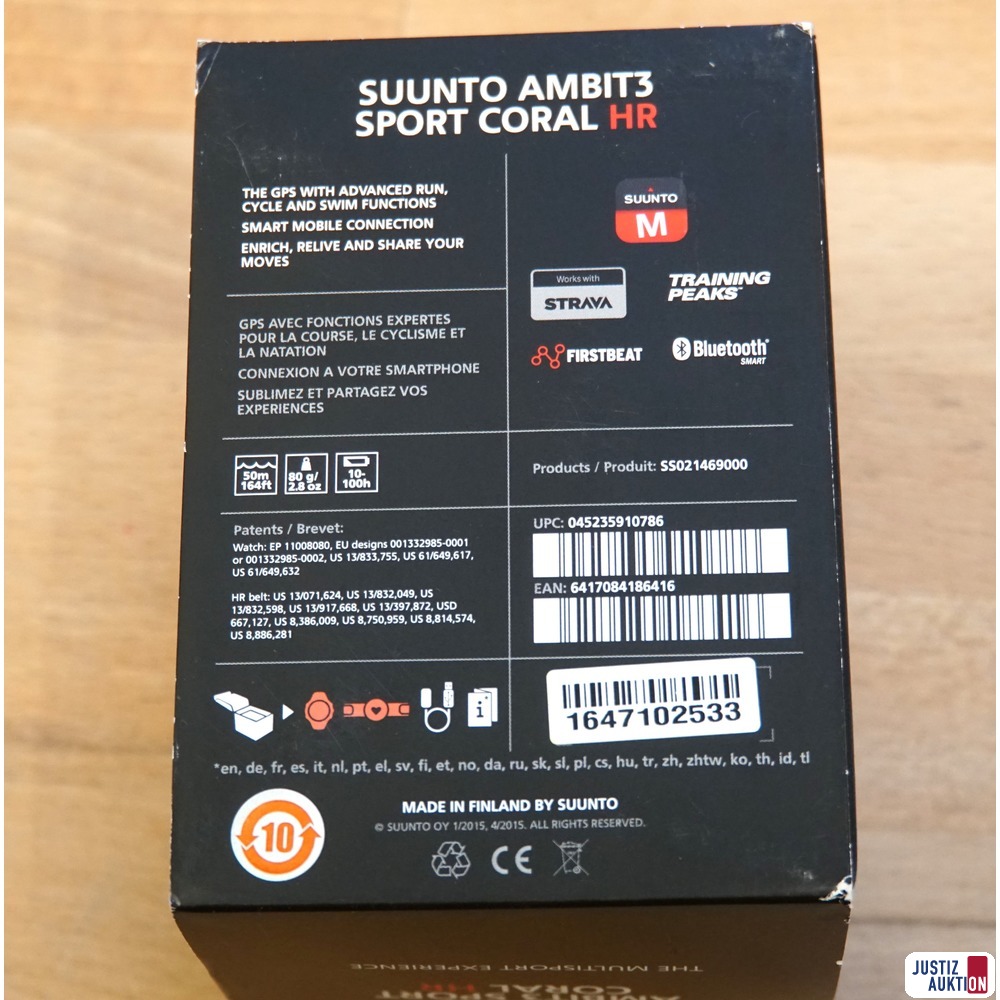 SUUNTO AMBIT3
SPORT CORAL HR
THE GPS WITH ADVANCED RUN,
CYCLE AND SWIM FUNCTIONS
SMART MOBILE CONNECTION
ENRICH, RELIVE AND SHARE YOUR
MOVES
GPS AVEC FONCTIONS EXPERTES
POUR LA COURSE, LE CYCLISME ET
LA NATATION
CONNEXION A VOTRE SMARTPHONE
SUBLIMEZ ET PARTAGEZ VOS
EXPERIENCES
SUUNTO
M
Works with
STRAVA
TRAINING
PEAKS™
FIRSTBEAT
Bluetooth®
SMART
50m
164ft
80 g/
2.8 oz
10-
100h
Products / Produit: SS021469000
Patents / Brevet:
Watch: EP 11008080, EU designs 001332985-0001
or 001332985-0002, US 13/833,755, US 61/649,617,
US 61/649,632
HR belt: US 13/071,624, US 13/832,049, US
13/832,598, US 13/917,668, US 13/397,872, USD
667,127, US 8,386,009, US 8,750,959, US 8,814,574,
US 8,886,281
UPC: 045235910786
EAN: 6417084186416
1647102533
i
*en, de, fr, es, it, nl, pt, el, sv, fi, et, no, da, ru, sk, sl, pl, cs, hu, tr, zh, zhtw, ko, th, id, tl
10
MADE IN FINLAND BY SUUNTO
© SUUNTO OY 1/2015, 4/2015. ALL RIGHTS RESERVED.
CE
THE MULTISPORT EXPERIENCE
CORAL HR
AMBIT3 SPORT
JUSTIZ
AUKTION